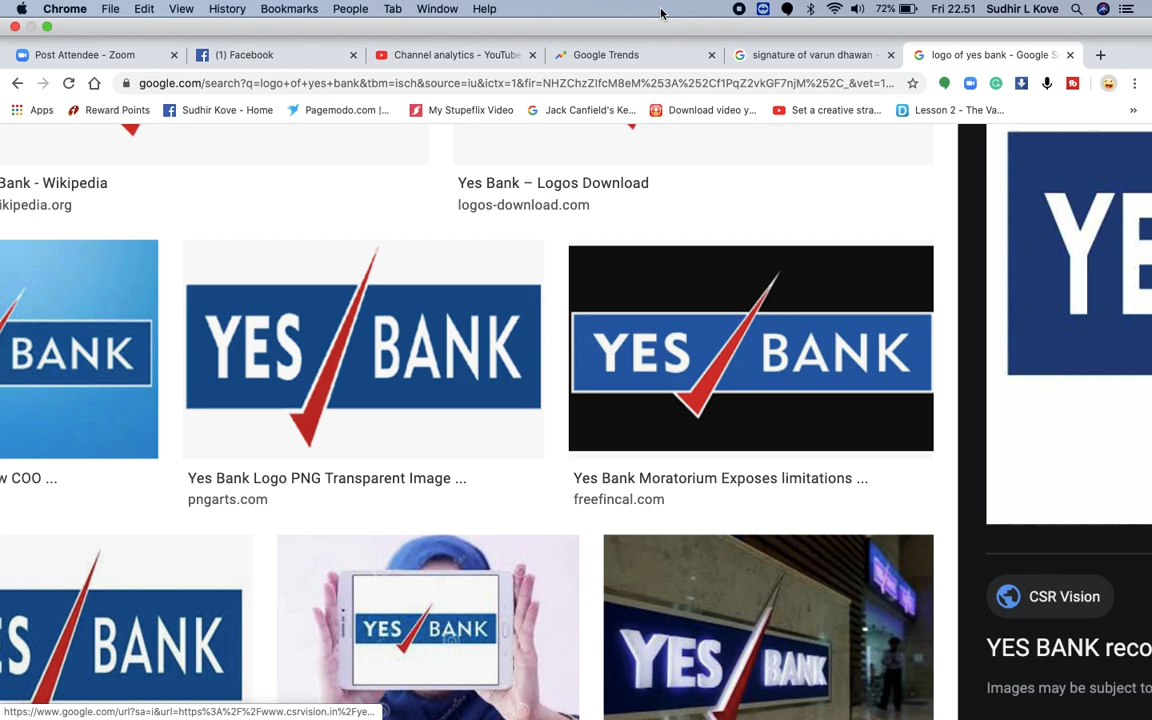 Chrome File Edit View History Bookmarks People Tab Window Help 72% Fri 22.51 Sudhir L Kove
Post Attendee - Zoom (1) Facebook Channel analytics - YouTube Google Trends signature of varun dhawan - logo of yes bank - Google S
google.com/search?q=logo+of+yes+bank&tbm=isch&source=iu&ictx=1&fir=NHZChzZIfcM8eM%253A%252Cf1PqZ2vkGF7njM%252C_&vet=1...
Apps Reward Points Sudhir Kove - Home Pagemodo.com |... My Stupeflix Video Jack Canfield's Ke... Download video y... Set a creative stra... Lesson 2 - The Va... »
Bank - Wikipedia
ikipedia.org
Yes Bank – Logos Download
logos-download.com
YE
BANK
YES BANK
YES BANK
w COO ...
Yes Bank Logo PNG Transparent Image ...
pngarts.com
Yes Bank Moratorium Exposes limitations ...
freefincal.com
ES BANK
YES BANK
YES BANK
CSR Vision
YES BANK reco
Images may be subject to
https://www.google.com/url?sa=i&url=https%3A%2F%2Fwww.csrvision.in%2Fye...